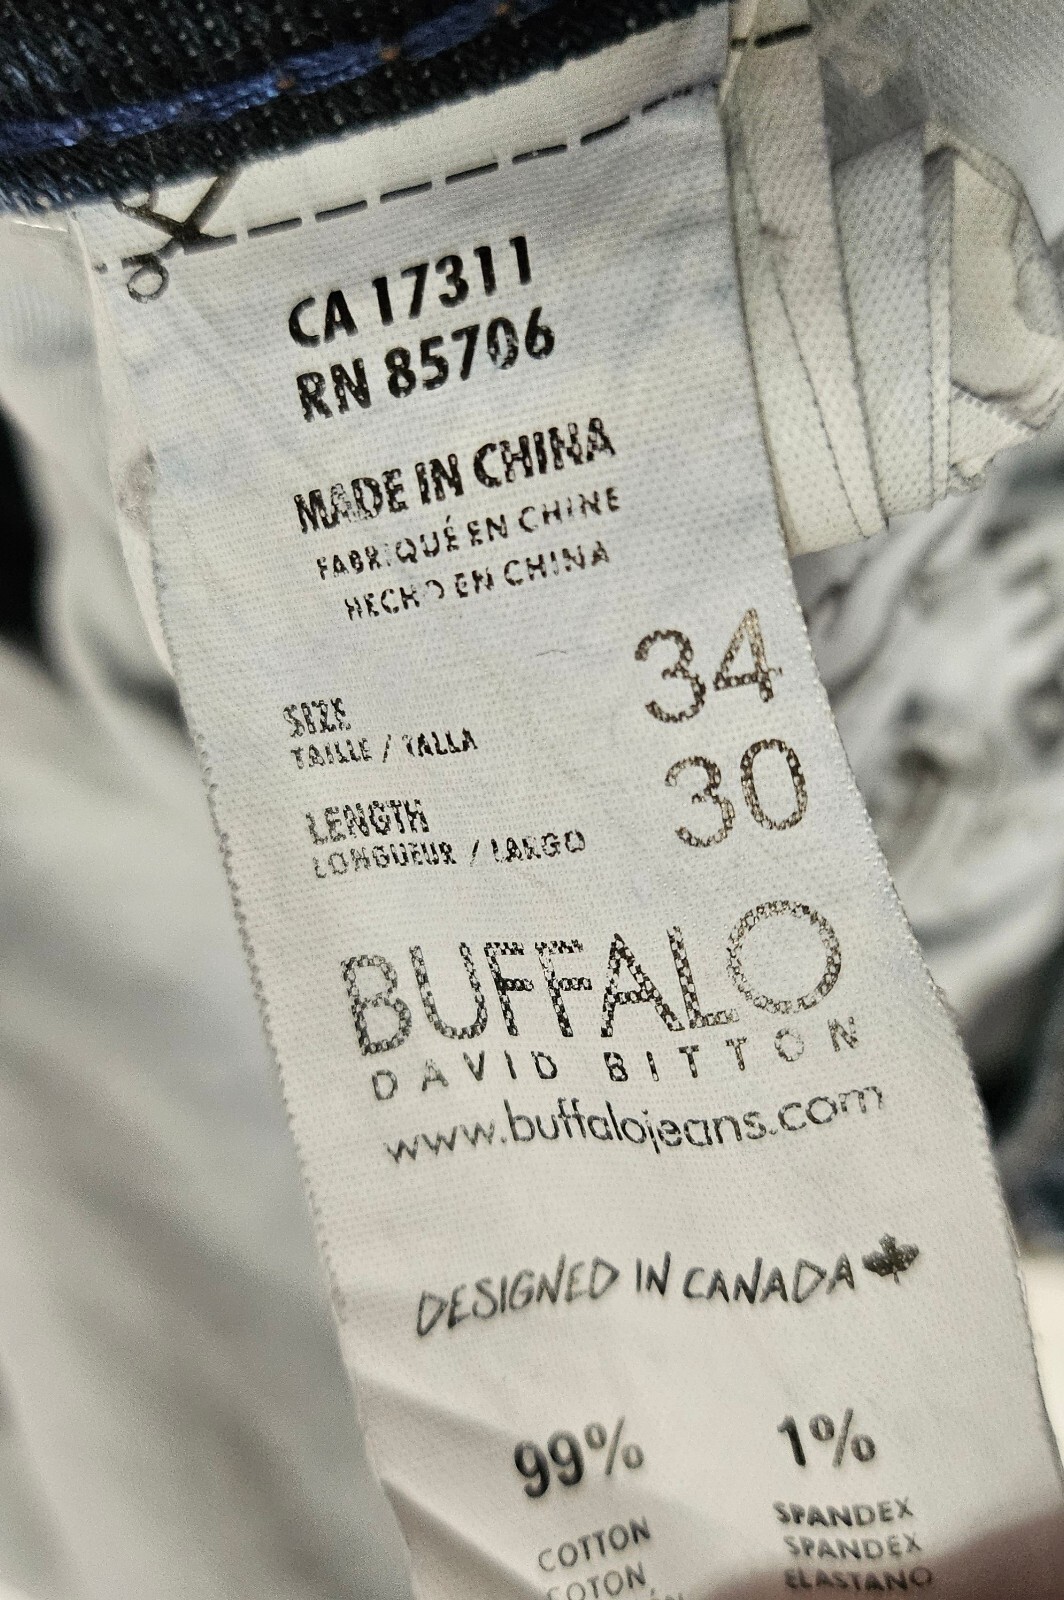 CA 17311
RN 85706
MADE IN CHINA
FABRIQUÉ EN CHINE
HECHO EN CHINA
SIZE 34
TAILLE / TALLA
LENGTH 30
LONGUEUR / LARGO
BUFFALO
DAVID BITTON
www.buffalojeans.com
DESIGNED IN CANADA
99% 1%
COTTON SPANDEX
COTON, SPANDEX
ELASTANO